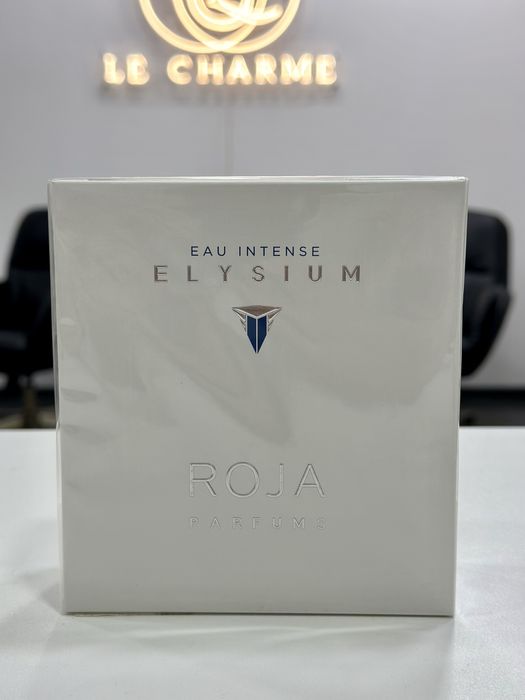 LE CHARME
EAU INTENSE
ELYSIUM
ROJA
PARFUMS